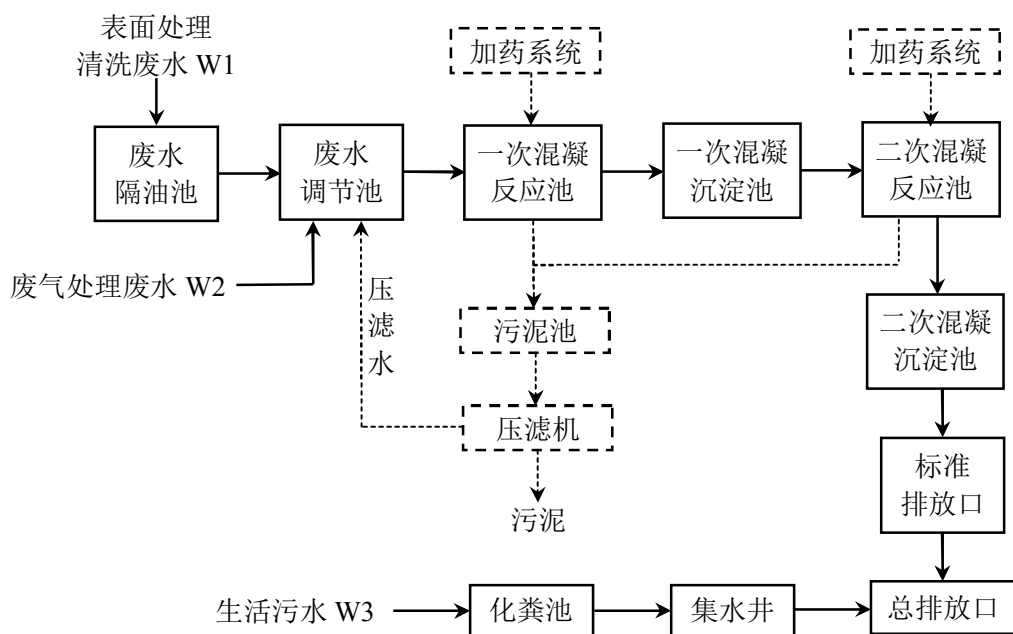 表面处理
清洗废水 W1
加药系统
加药系统
废水
隔油池
废水
调节池
一次混凝
反应池
一次混凝
沉淀池
二次混凝
反应池
废气处理废水 W2
压
滤
水
污泥池
二次混凝
沉淀池
压滤机
标准
排放口
污泥
生活污水 W3
化粪池
集水井
总排放口